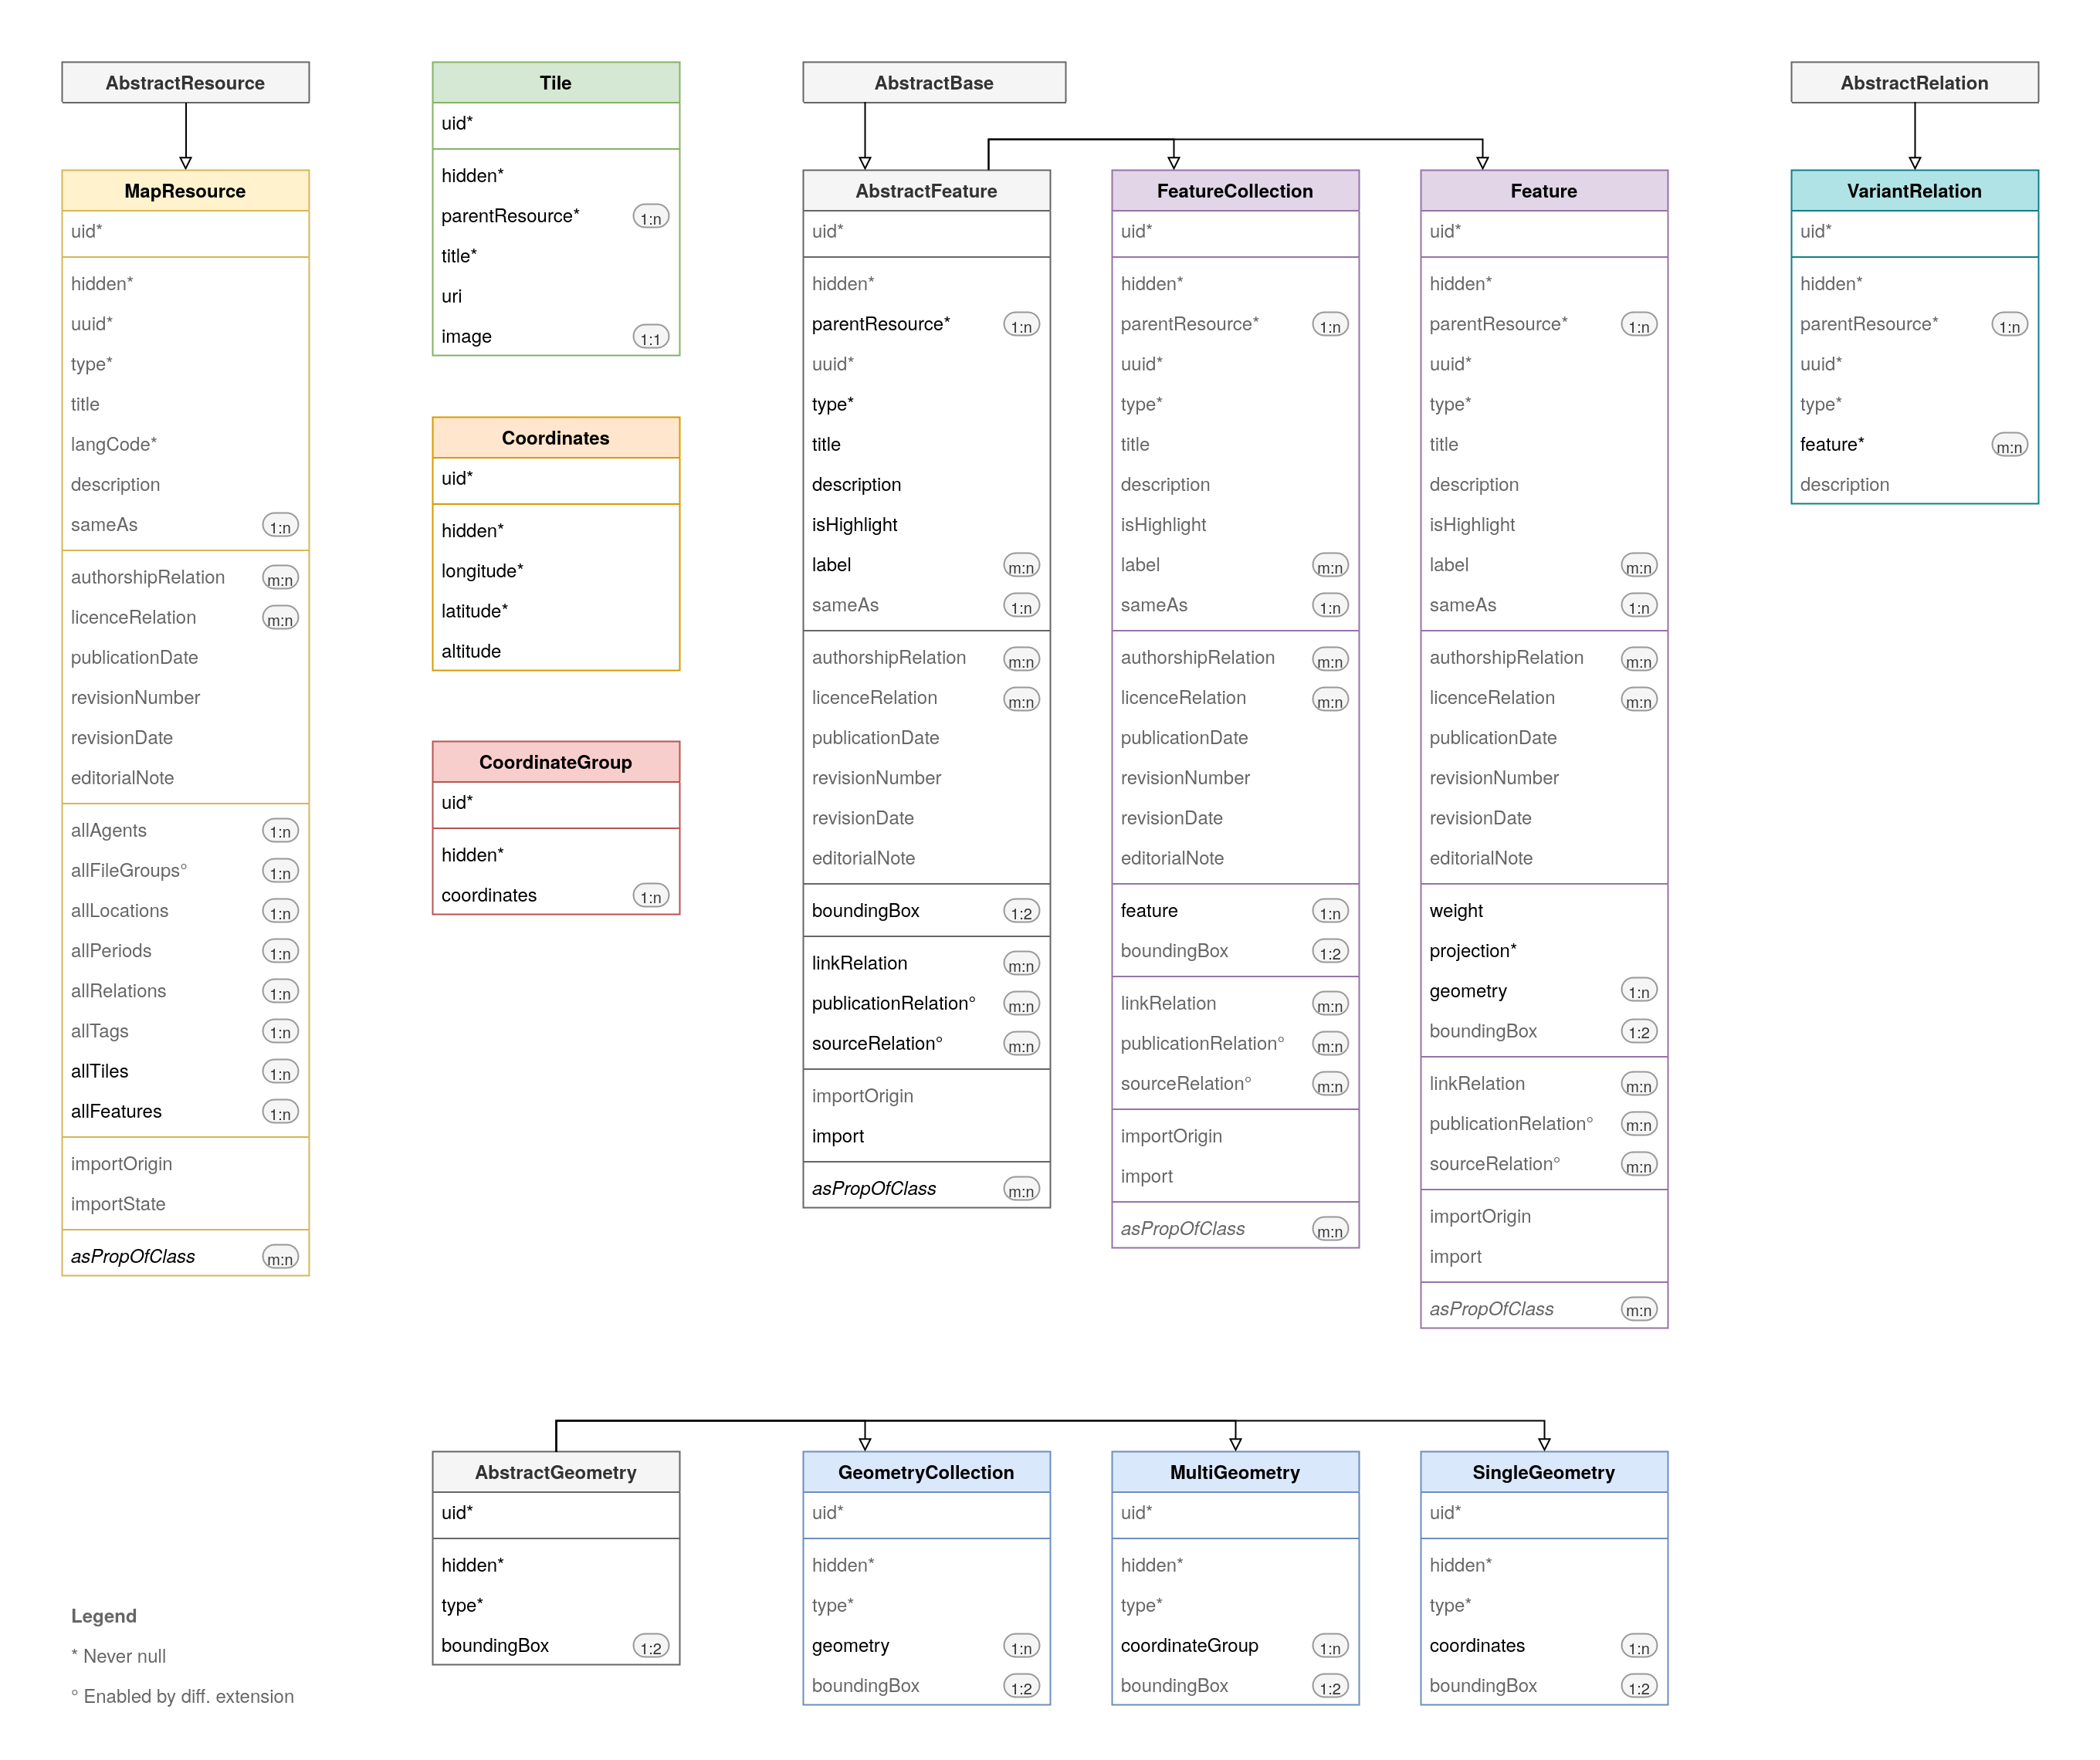 AbstractResource
MapResource
uid*
hidden*
uuid*
type*
title
langCode*
description
sameAs 1:n
authorshipRelation m:n
licenceRelation m:n
publicationDate
revisionNumber
revisionDate
editorialNote
allAgents 1:n
allFileGroups° 1:n
allLocations 1:n
allPeriods 1:n
allRelations 1:n
allTags 1:n
allTiles 1:n
allFeatures 1:n
importOrigin
importState
asPropOfClass m:n
Tile
uid*
hidden*
parentResource* 1:n
title*
uri
image 1:1
Coordinates
uid*
hidden*
longitude*
latitude*
altitude
CoordinateGroup
uid*
hidden*
coordinates 1:n
AbstractBase
AbstractFeature
uid*
hidden*
parentResource* 1:n
uuid*
type*
title
description
isHighlight
label m:n
sameAs 1:n
authorshipRelation m:n
licenceRelation m:n
publicationDate
revisionNumber
revisionDate
editorialNote
boundingBox 1:2
linkRelation m:n
publicationRelation° m:n
sourceRelation° m:n
importOrigin
import
asPropOfClass m:n
FeatureCollection
uid*
hidden*
parentResource* 1:n
uuid*
type*
title
description
isHighlight
label m:n
sameAs 1:n
authorshipRelation m:n
licenceRelation m:n
publicationDate
revisionNumber
revisionDate
editorialNote
feature 1:n
boundingBox 1:2
linkRelation m:n
publicationRelation° m:n
sourceRelation° m:n
importOrigin
import
asPropOfClass m:n
Feature
uid*
hidden*
parentResource* 1:n
uuid*
type*
title
description
isHighlight
label m:n
sameAs 1:n
authorshipRelation m:n
licenceRelation m:n
publicationDate
revisionNumber
revisionDate
editorialNote
weight
projection*
geometry 1:n
boundingBox 1:2
linkRelation m:n
publicationRelation° m:n
sourceRelation° m:n
importOrigin
import
asPropOfClass m:n
AbstractRelation
VariantRelation
uid*
hidden*
parentResource* 1:n
uuid*
type*
feature* m:n
description
AbstractGeometry
uid*
hidden*
type*
boundingBox 1:2
GeometryCollection
uid*
hidden*
type*
geometry 1:n
boundingBox 1:2
MultiGeometry
uid*
hidden*
type*
coordinateGroup 1:n
boundingBox 1:2
SingleGeometry
uid*
hidden*
type*
coordinates 1:n
boundingBox 1:2
Legend
* Never null
° Enabled by diff. extension